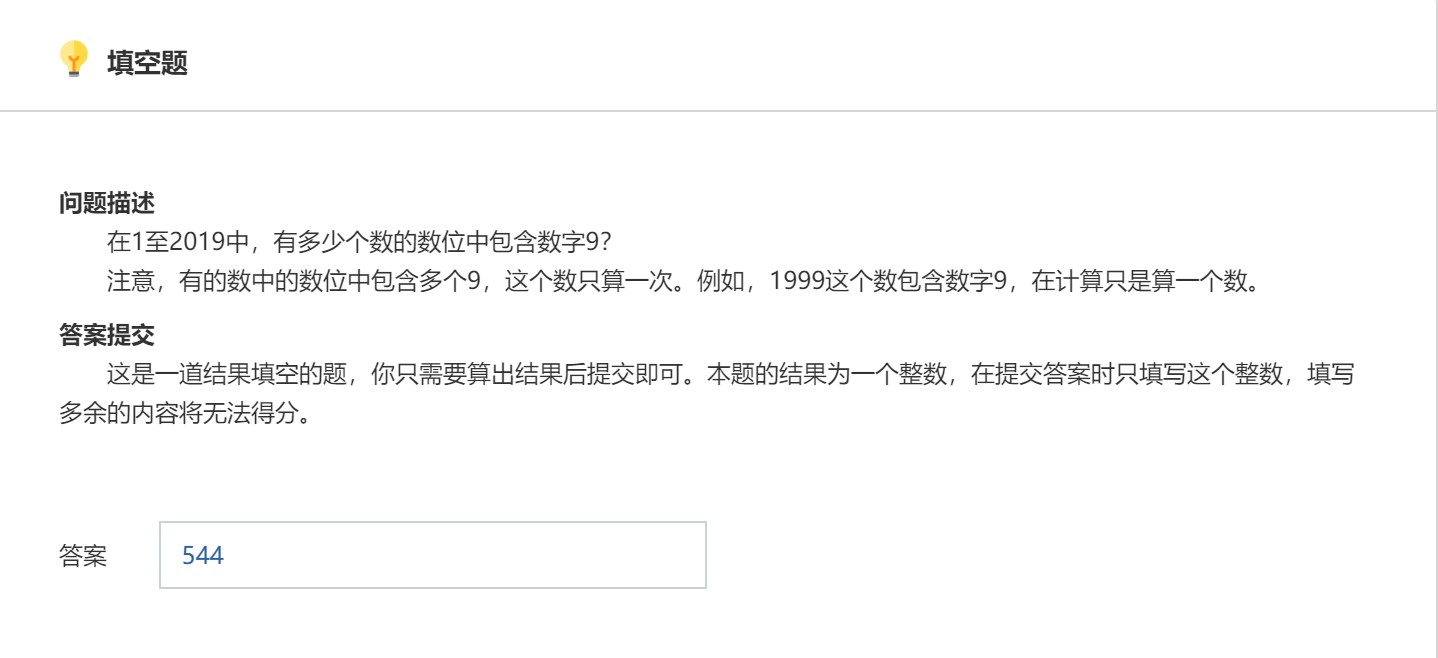 填空题
问题描述
在1至2019中，有多少个数的数位中包含数字9？
注意，有的数中的数位中包含多个9，这个数只算一次。例如，1999这个数包含数字9，在计算只是算一个数。
答案提交
这是一道结果填空的题，你只需要算出结果后提交即可。本题的结果为一个整数，在提交答案时只填写这个整数，填写
多余的内容将无法得分。
答案 544